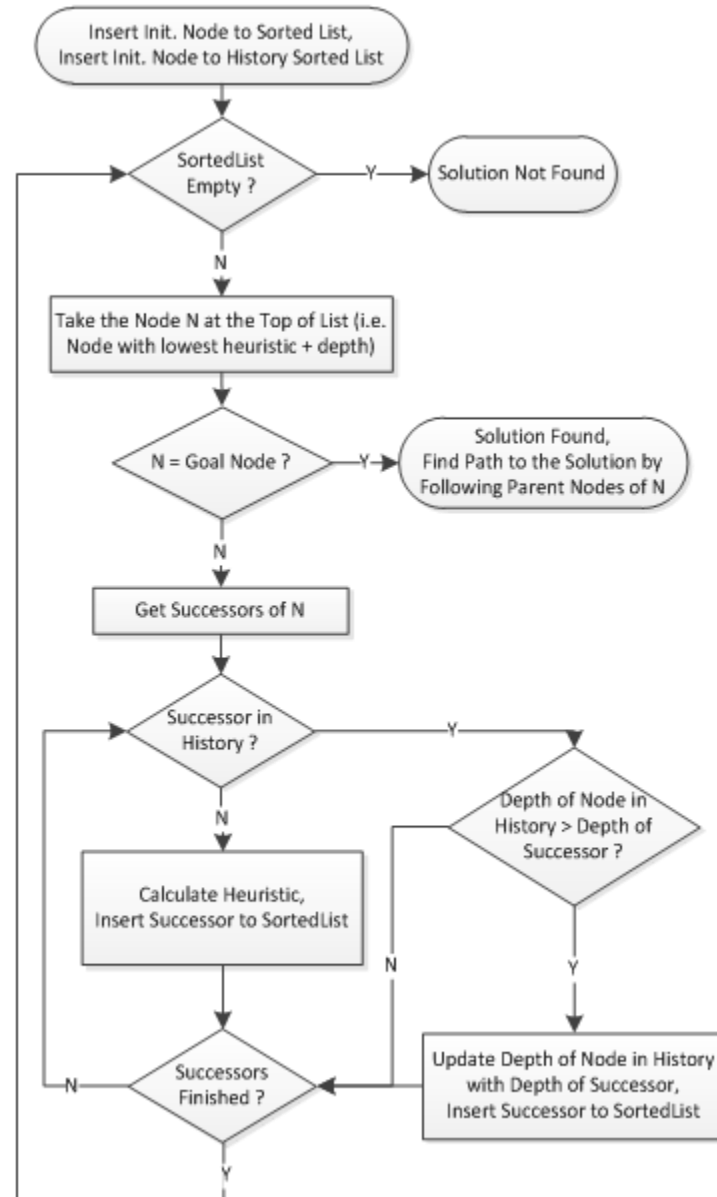 Insert Init. Node to Sorted List,
Insert Init. Node to History Sorted List
SortedList
Empty ?
Y
Solution Not Found
N
Take the Node N at the Top of List (i.e.
Node with lowest heuristic + depth)
N = Goal Node ?
Y
Solution Found,
Find Path to the Solution by
Following Parent Nodes of N
N
Get Successors of N
Successor in
History ?
Y
N
Depth of Node in
History > Depth of
Successor ?
Calculate Heuristic,
Insert Successor to SortedList
N
Y
Successors
Finished ?
N
Update Depth of Node in History
with Depth of Successor,
Insert Successor to SortedList
Y